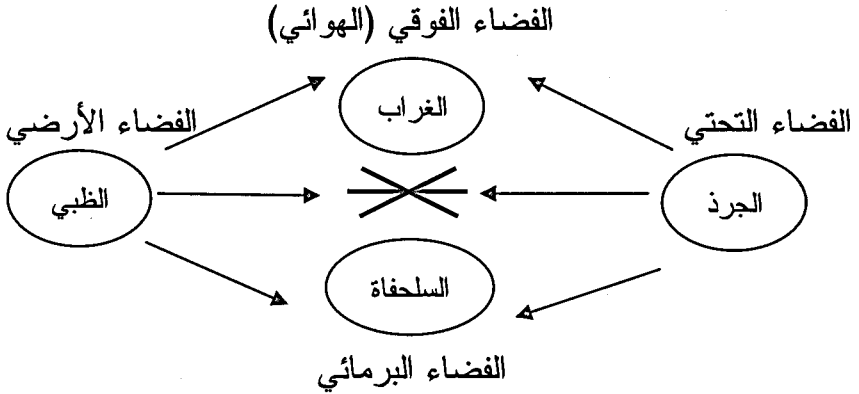 الفضاء الفوقي (الهوائي)
الغراب
الفضاء التحتي
الفضاء الأرضي
الجرذ
الظبي
السلحفاة
الفضاء البرمائي